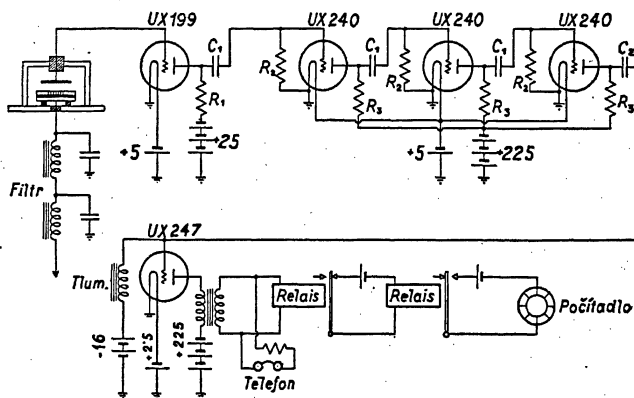 UX199
UX240
UX240
UX240
C₁
C₁
C₁
C₂
R₁
R₂
R₃
R₂
R₃
R₂
R₃
+5
+25
+5
+225
Filtr
UX247
Tlum.
-16
+2'5
+225
Relais
Relais
Počítadlo
Telefon